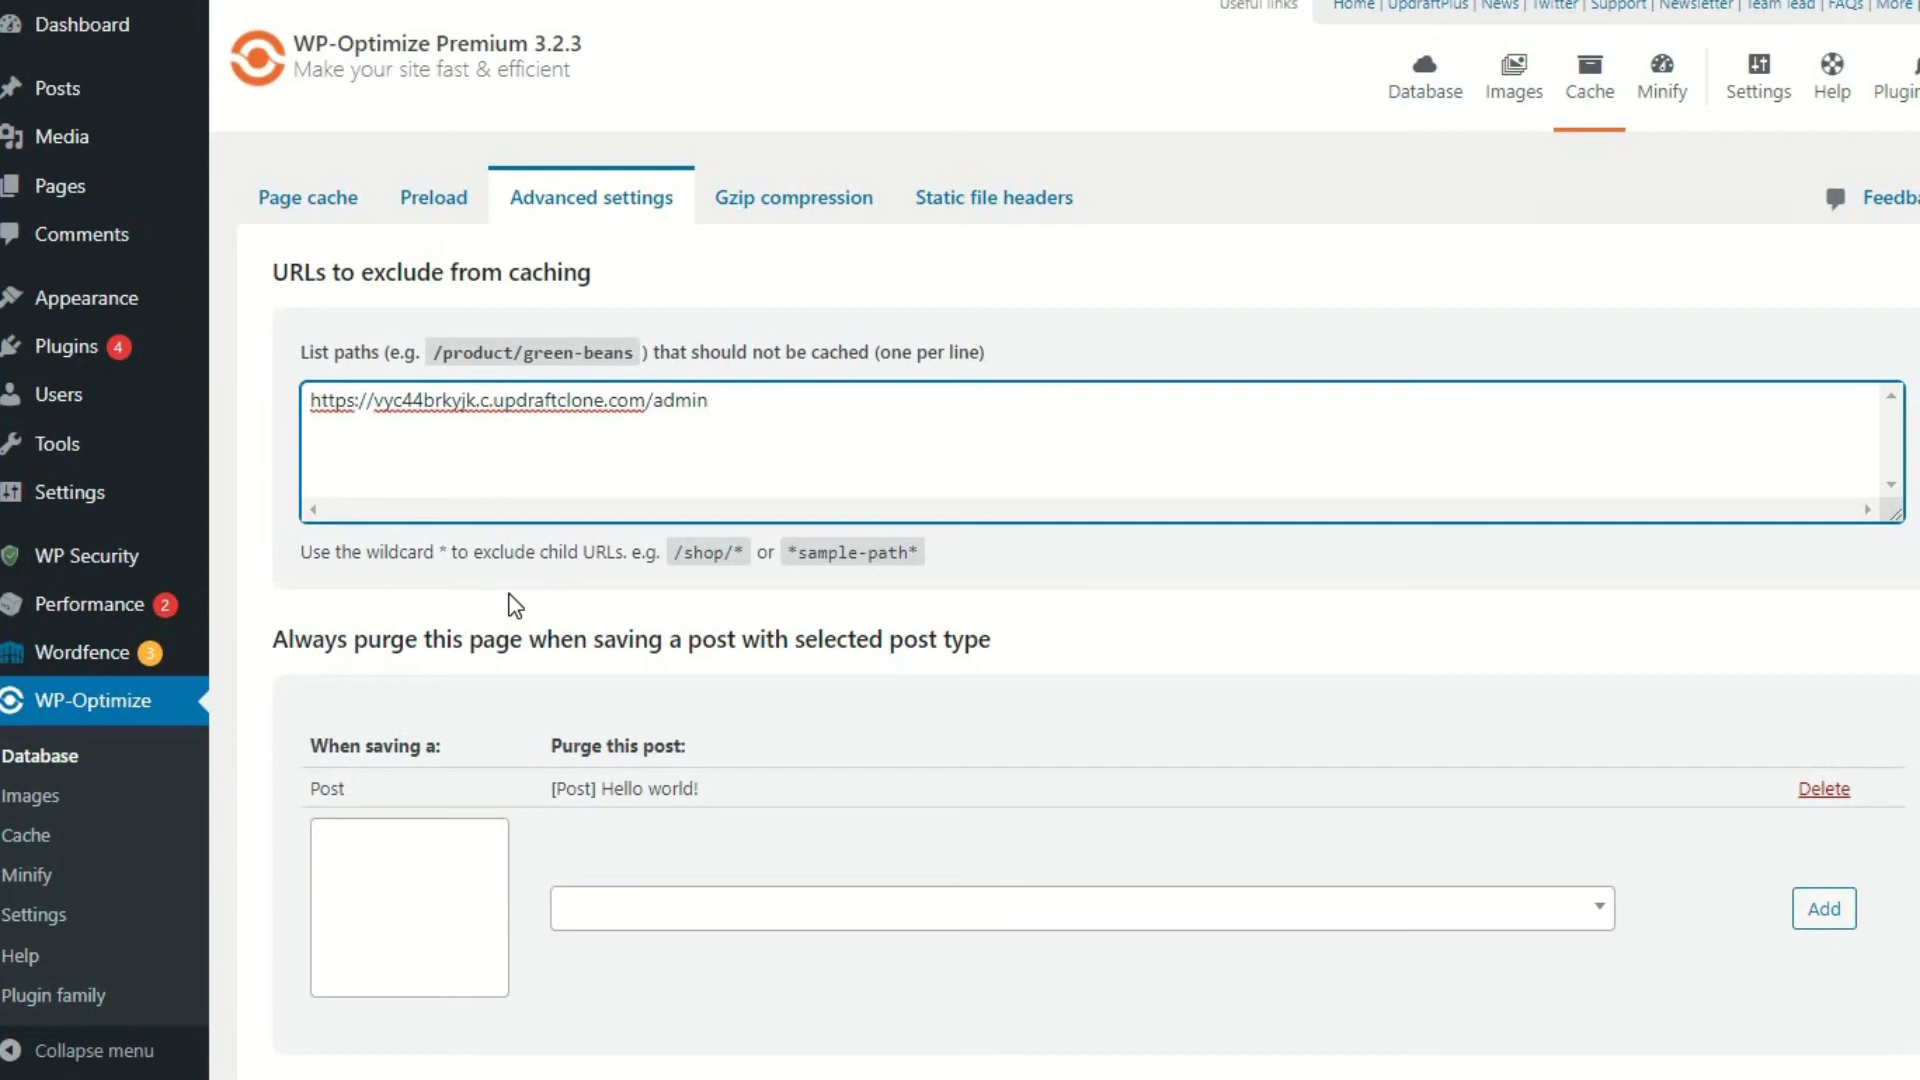 Useful links
Home | UpdraftPlus | News | Twitter | Support | Newsletter | Team lead | FAQs | More
WP-Optimize Premium 3.2.3
Make your site fast & efficient
Database
Images
Cache
Minify
Settings
Help
Plugin
Dashboard
Posts
Media
Pages
Comments
Appearance
Plugins 4
Users
Tools
Settings
WP Security
Performance 2
Wordfence 3
WP-Optimize
Database
Images
Cache
Minify
Settings
Help
Plugin family
Collapse menu
Page cache
Preload
Advanced settings
Gzip compression
Static file headers
Feedba
URLs to exclude from caching
List paths (e.g. /product/green-beans ) that should not be cached (one per line)
https://vyc44brkyjk.c.updraftclone.com/admin
Use the wildcard * to exclude child URLs. e.g. /shop/* or *sample-path*
Always purge this page when saving a post with selected post type
When saving a: Purge this post:
Post [Post] Hello world! Delete
Add